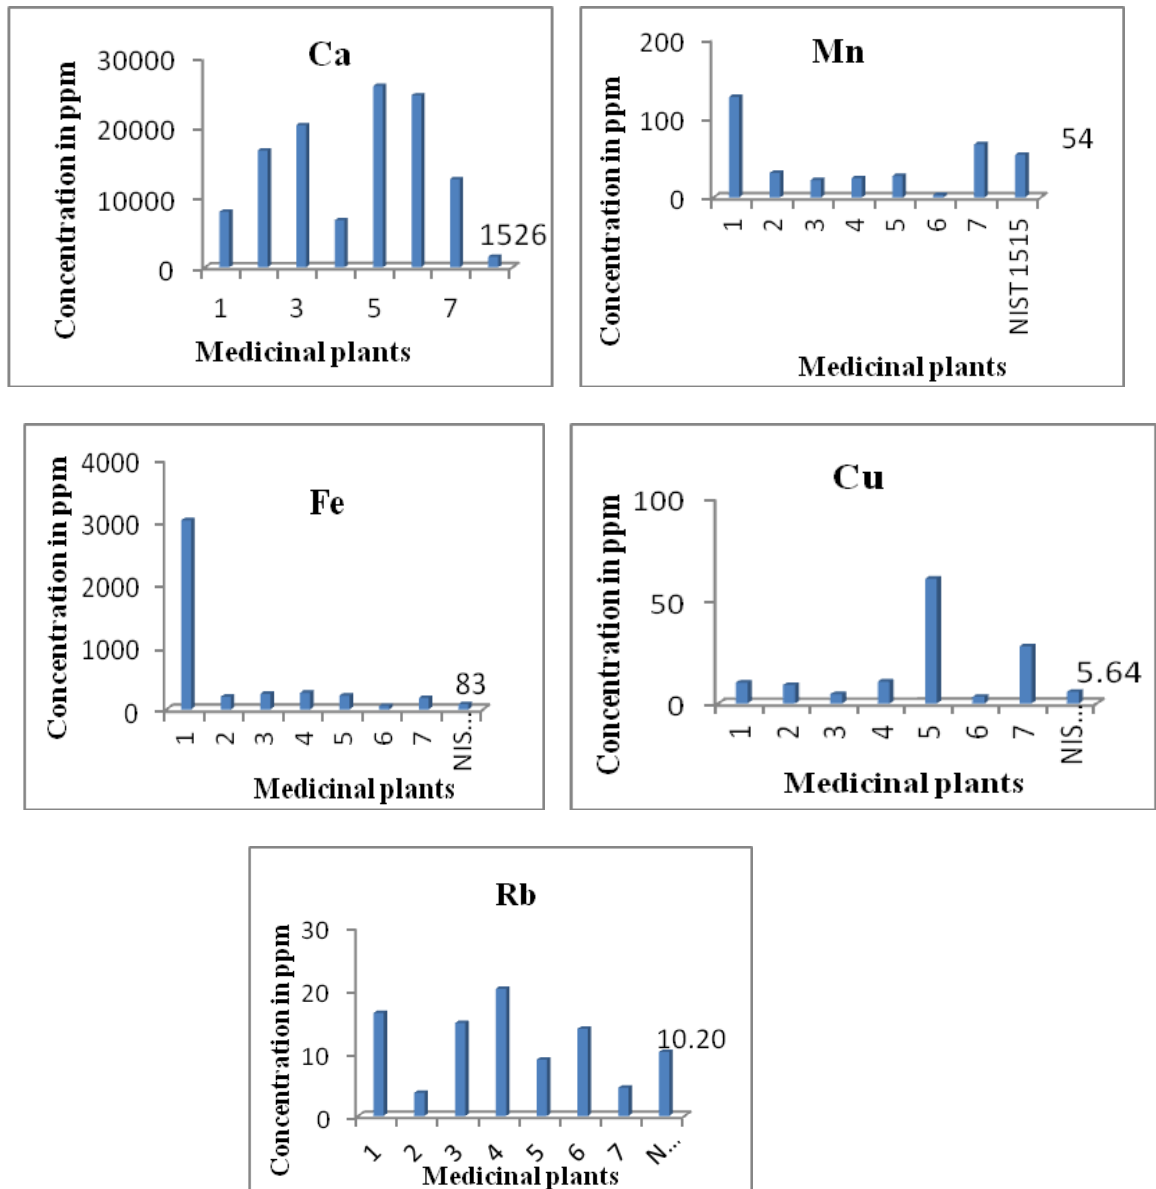 Ca
Concentration in ppm
30000
20000
10000
0
1526
1 3 5 7
Medicinal plants
Mn
Concentration in ppm
200
100
0
54
1 2 3 4 5 6 7 NIST 1515
Medicinal plants
Fe
Concentration in ppm
4000
3000
2000
1000
0
83
1 2 3 4 5 6 7 NIS...
Medicinal plants
Cu
Concentration in ppm
100
50
0
5.64
1 2 3 4 5 6 7 NIS...
Medicinal plants
Rb
Concentration in ppm
30
20
10
0
10.20
1 2 3 4 5 6 7 N...
Medicinal plants